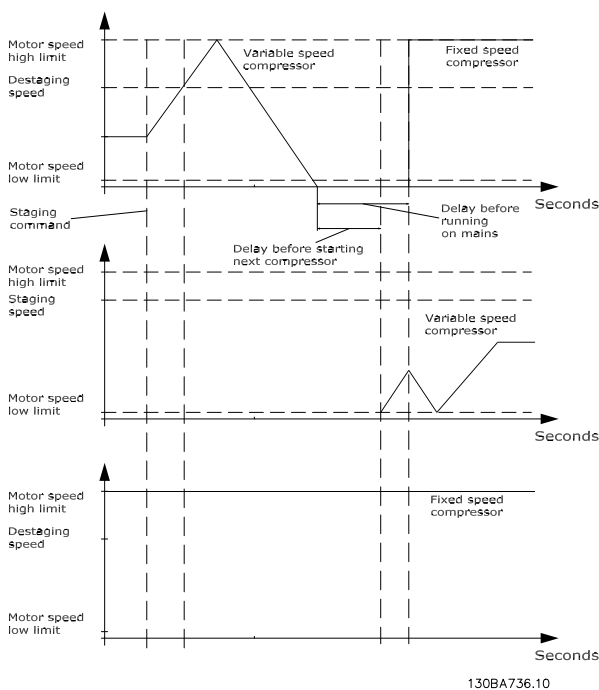 Motor speed
high limit
Variable speed
compressor
Fixed speed
compressor
Destaging
speed
Motor speed
low limit
Seconds
Staging
command
Delay before
running
on mains
Delay before starting
next compressor
Motor speed
high limit
Staging
speed
Variable speed
compressor
Motor speed
low limit
Seconds
Motor speed
high limit
Fixed speed
compressor
Destaging
speed
Motor speed
low limit
Seconds
130BA736.10